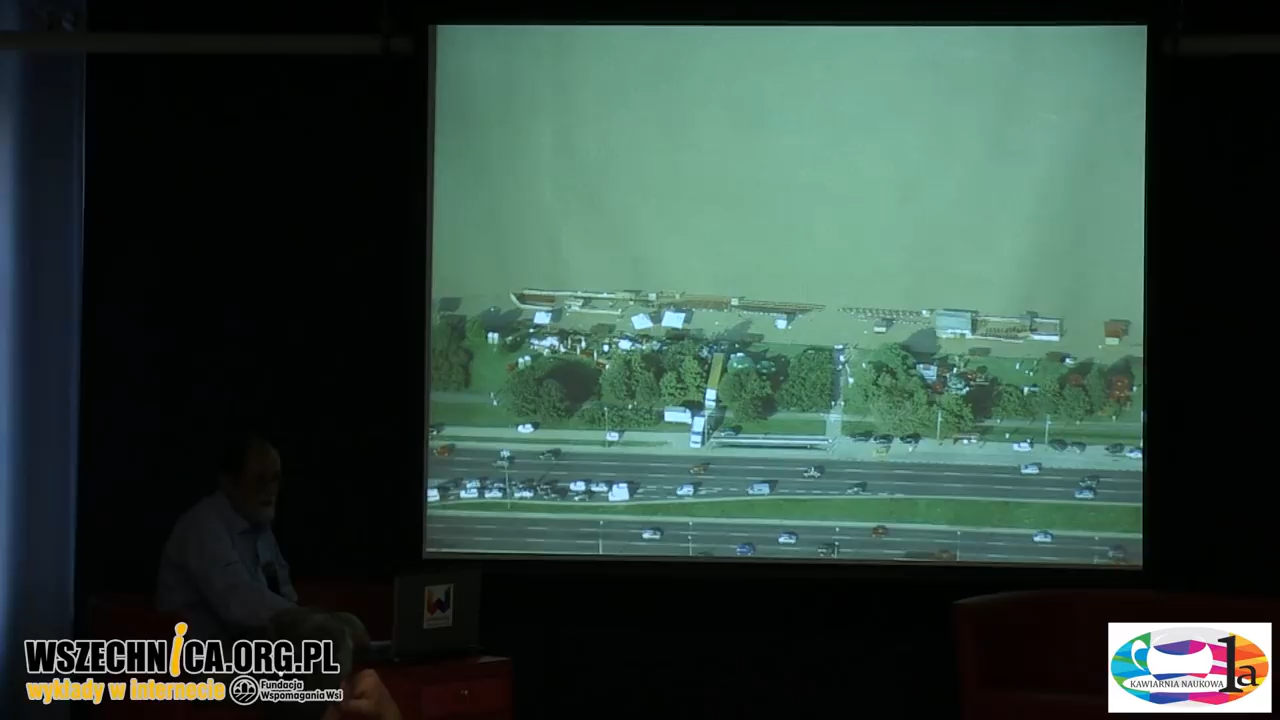 WSZECHNICA.ORG.PL
wykłady w internecie
Fundacja
Wspomagania Wsi
KAWIARNIA NAUKOWA
1a